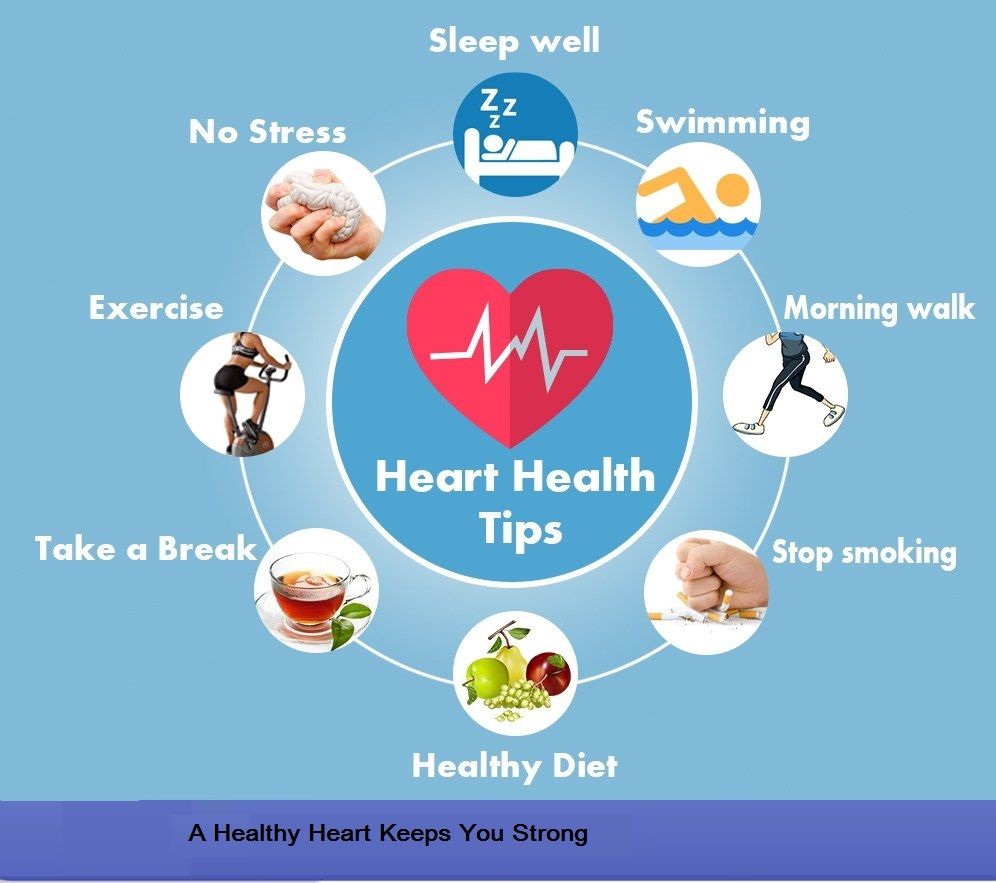 Sleep well
Swimming
No Stress
Exercise
Morning walk
Heart Health
Tips
Take a Break
Stop smoking
Healthy Diet
A Healthy Heart Keeps You Strong
Z
Z
Z